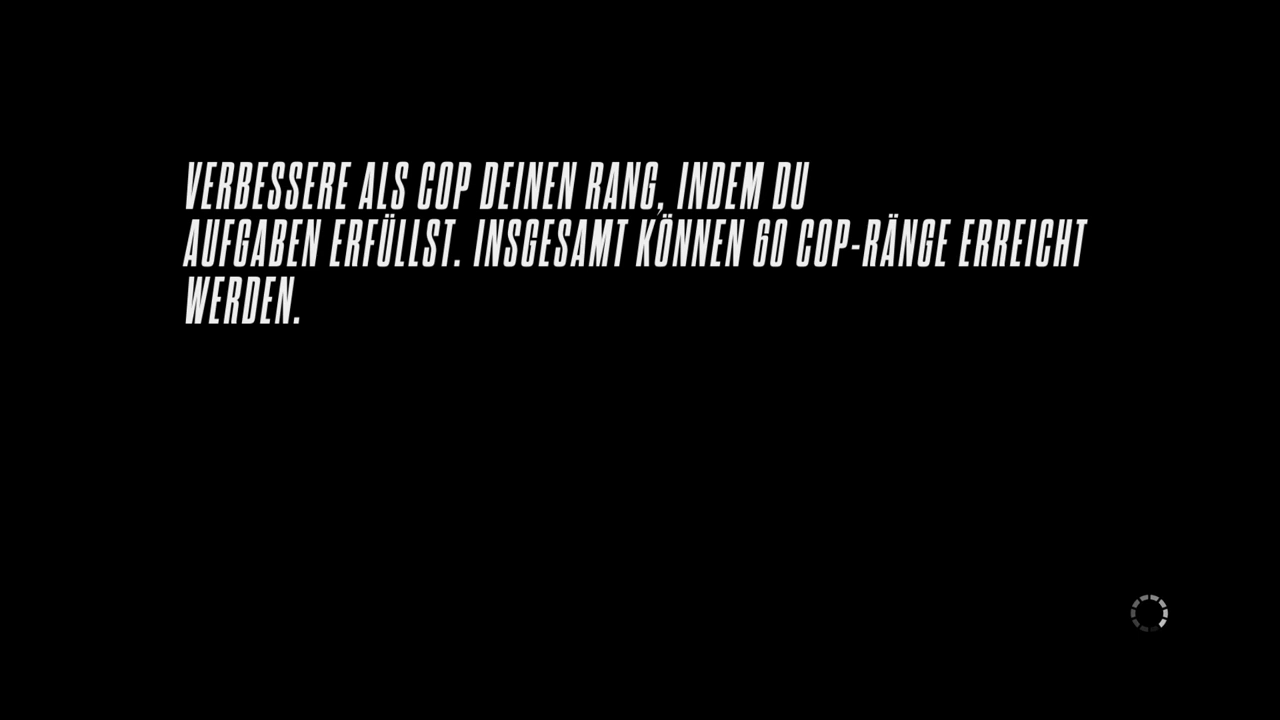 VERBESSERE ALS COP DEINEN RANG, INDEM DU
AUFGABEN ERFÜLLST. INSGESAMT KÖNNEN 60 COP-RÄNGE ERREICHT
WERDEN.